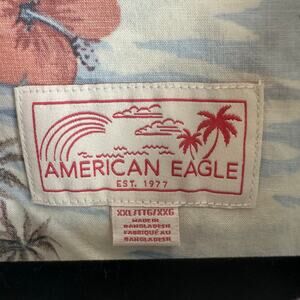 AMERICAN EAGLE
EST. 1977
XXL/TTG/XXG
MADE IN
BANGLADESH
FABRIQUÉ AU
BANGLADESH